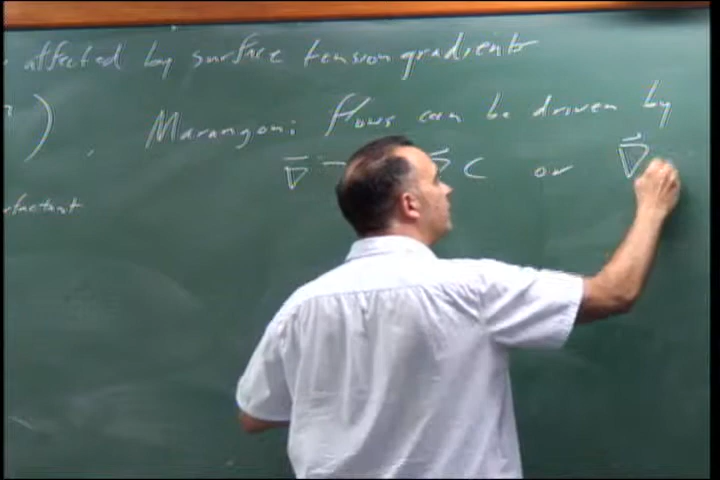 affected by surface tension gradients
) Marangoni flows can be driven by
∇⃗ ∇⃗ C or ∇⃗
rfactant